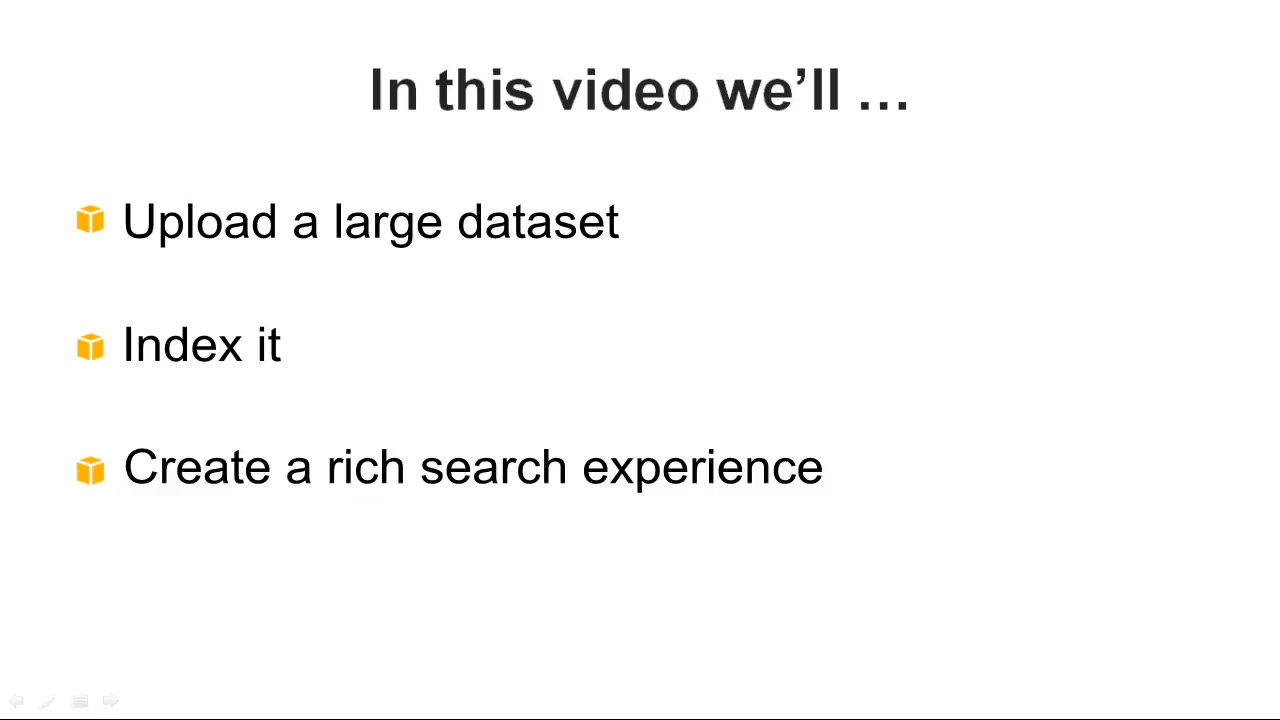 In this video we’ll …
Upload a large dataset
Index it
Create a rich search experience